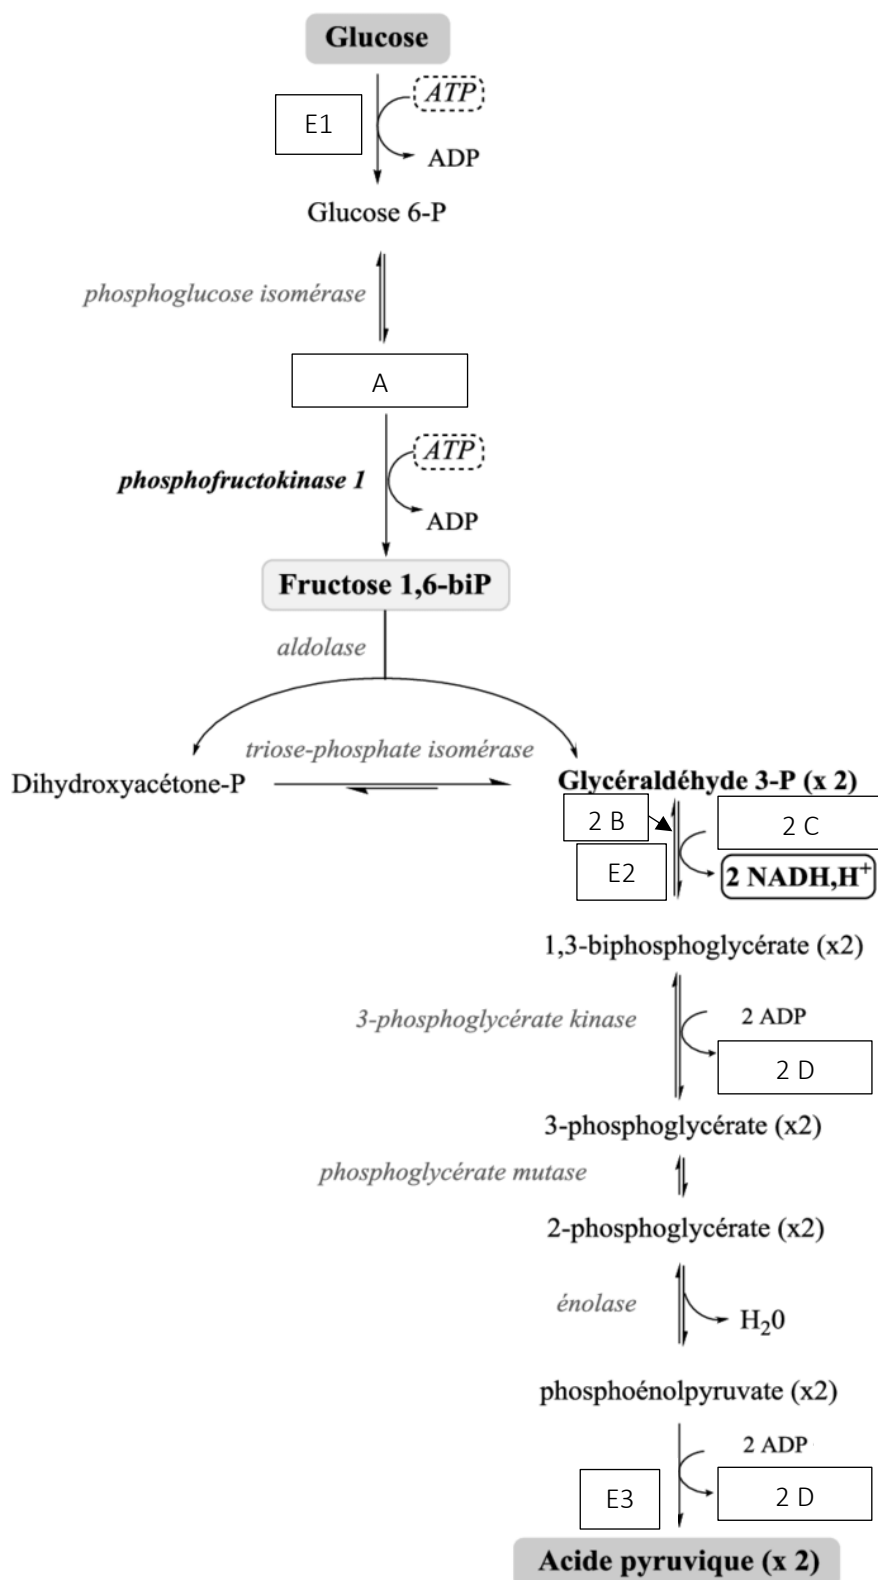 Glucose
ATP
E1
ADP
Glucose 6-P
phosphoglucose isomérase
A
ATP
phosphofructokinase 1
ADP
Fructose 1,6-biP
aldolase
triose-phosphate isomérase
Dihydroxyacétone-P
Glycéraldéhyde 3-P (x 2)
2 B
2 C
E2
2 NADH,H⁺
1,3-biphosphoglycérate (x2)
3-phosphoglycérate kinase
2 ADP
2 D
3-phosphoglycérate (x2)
phosphoglycérate mutase
2-phosphoglycérate (x2)
énolase
H₂0
phosphoénolpyruvate (x2)
2 ADP
E3
2 D
Acide pyruvique (x 2)